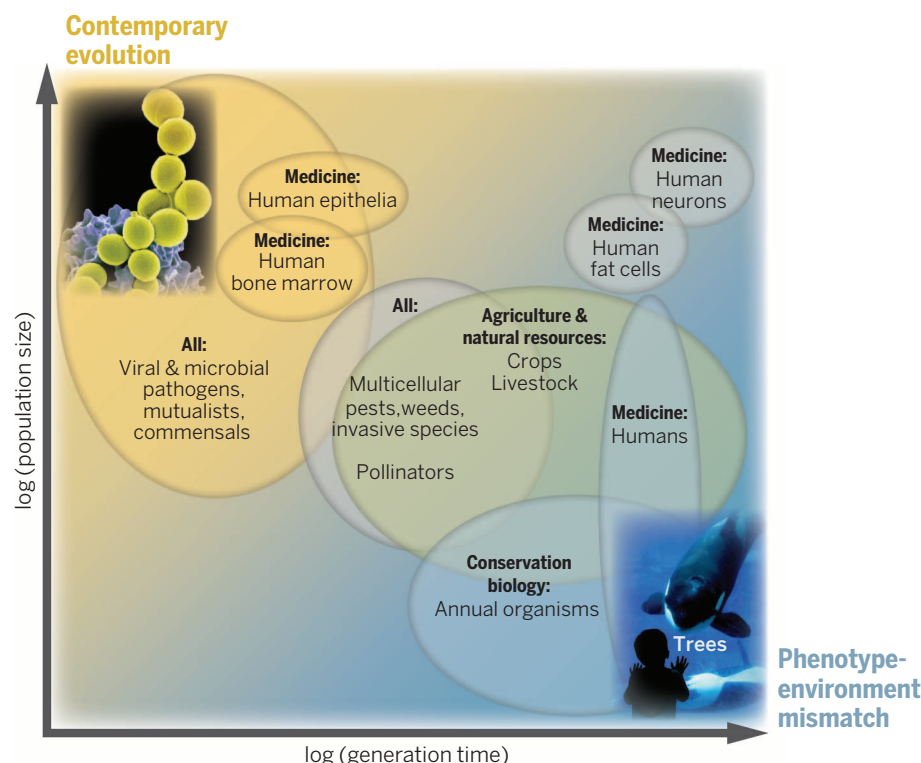 Contemporary
evolution
Medicine:
Human
neurons
Medicine:
Human epithelia
Medicine:
Human
fat cells
Medicine:
Human
bone marrow
All:
Viral & microbial
pathogens,
mutualists,
commensals
All:
Multicellular
pests,weeds,
invasive species
Pollinators
Agriculture &
natural resources:
Crops
Livestock
Medicine:
Humans
Conservation
biology:
Annual organisms
Trees
Phenotype-
environment
mismatch
log (population size)
log (generation time)